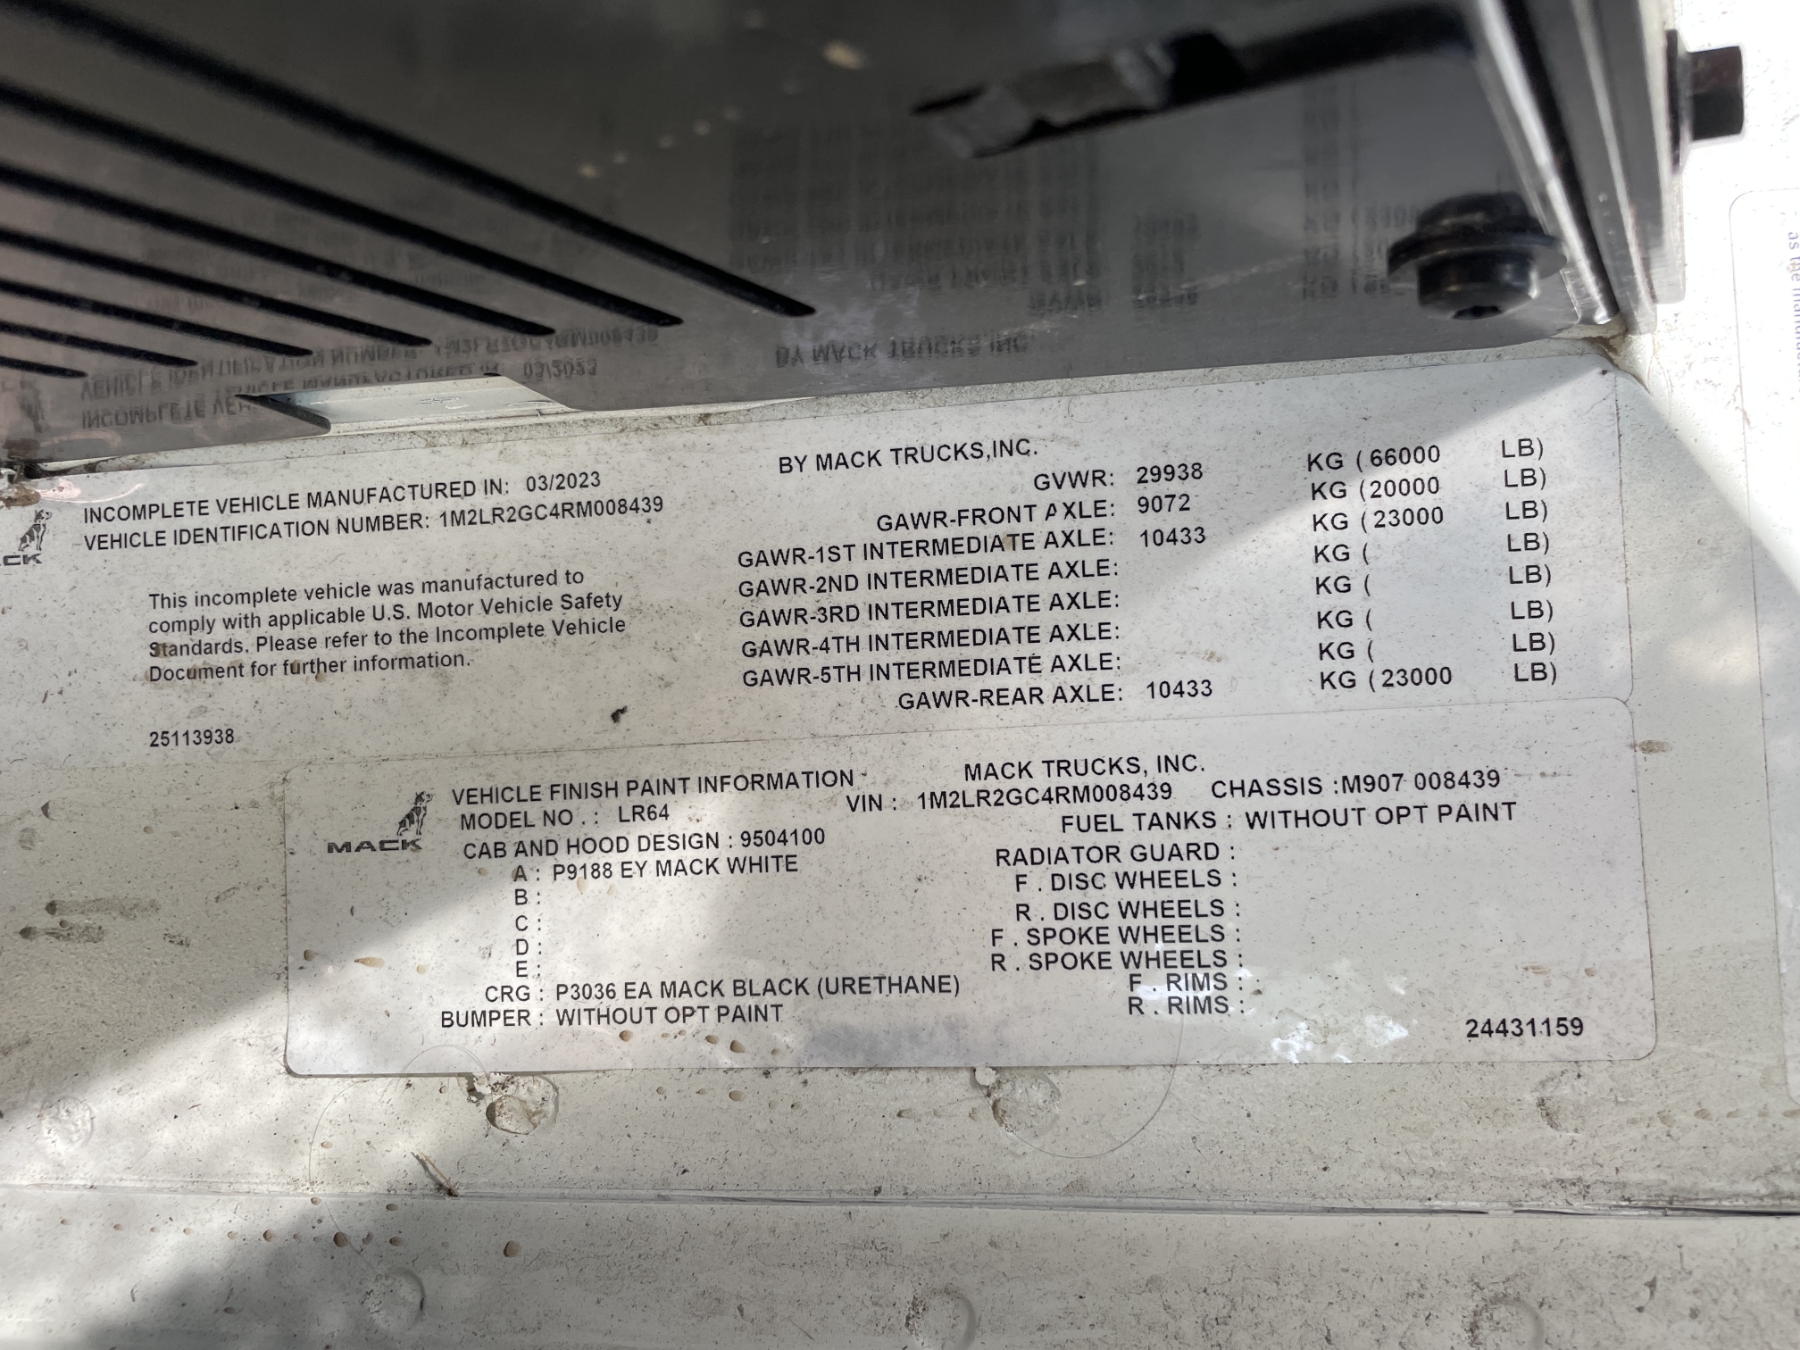 INCOMPLETE VEHICLE MANUFACTURED IN: 03/2023
VEHICLE IDENTIFICATION NUMBER: 1M2LR2GC4RM008439
This incomplete vehicle was manufactured to
comply with applicable U.S. Motor Vehicle Safety
Standards. Please refer to the Incomplete Vehicle
Document for further information.
25113938
BY MACK TRUCKS,INC.
GVWR: 29938 KG ( 66000 LB)
GAWR-FRONT AXLE: 9072 KG ( 20000 LB)
GAWR-1ST INTERMEDIATE AXLE: 10433 KG ( 23000 LB)
GAWR-2ND INTERMEDIATE AXLE: KG ( LB)
GAWR-3RD INTERMEDIATE AXLE: KG ( LB)
GAWR-4TH INTERMEDIATE AXLE: KG ( LB)
GAWR-5TH INTERMEDIATE AXLE: KG ( LB)
GAWR-REAR AXLE: 10433 KG ( 23000 LB)
MACK
VEHICLE FINISH PAINT INFORMATION MACK TRUCKS, INC.
MODEL NO . : LR64 VIN : 1M2LR2GC4RM008439 CHASSIS :M907 008439
CAB AND HOOD DESIGN : 9504100 FUEL TANKS : WITHOUT OPT PAINT
A : P9188 EY MACK WHITE RADIATOR GUARD :
B : F . DISC WHEELS :
C : R . DISC WHEELS :
D : F . SPOKE WHEELS :
E : R . SPOKE WHEELS :
CRG : P3036 EA MACK BLACK (URETHANE) F . RIMS :
BUMPER : WITHOUT OPT PAINT R . RIMS :
24431159